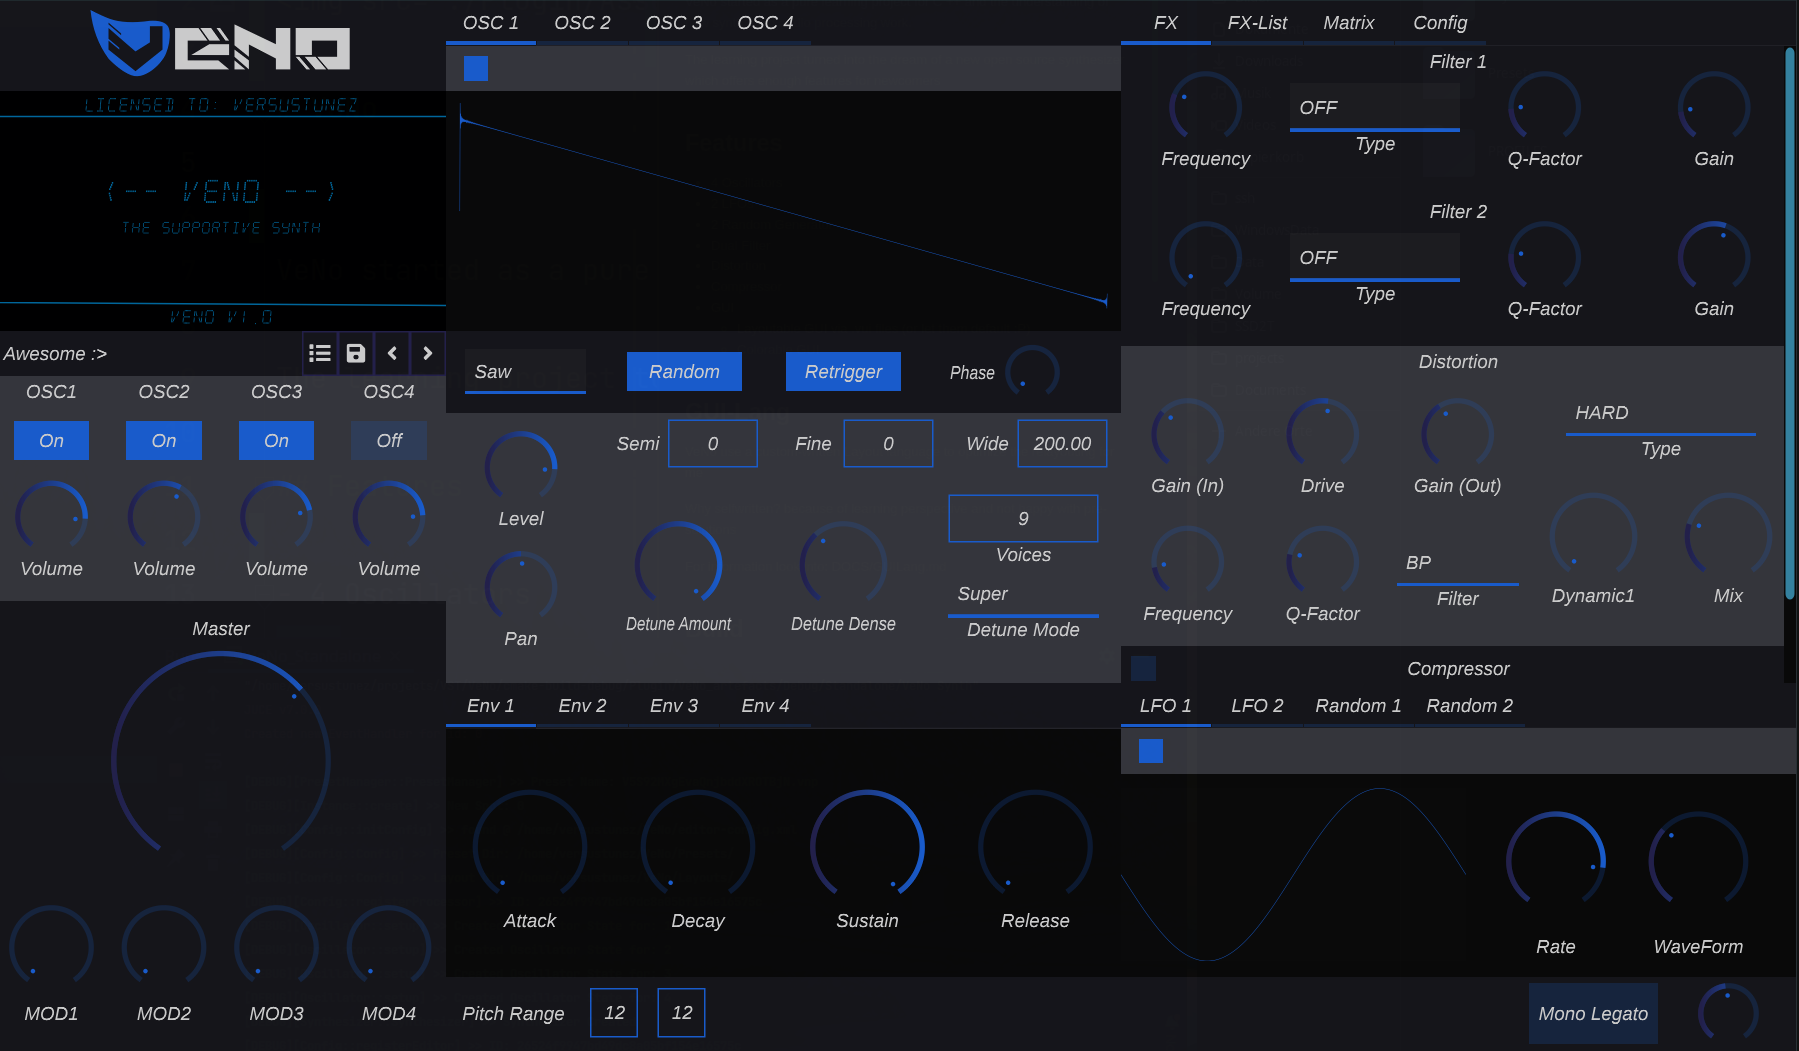 VENO
LICENSED TO: VERSUSTUNEZ
(-- VENO --)
THE SUPPORTIVE SYNTH
VENO V1.0
Awesome :>
OSC1 OSC2 OSC3 OSC4
On On On Off
Volume Volume Volume Volume
Master
MOD1 MOD2 MOD3 MOD4
OSC 1 OSC 2 OSC 3 OSC 4
Saw Random Retrigger Phase
Semi 0 Fine 0 Wide 200.00
Level
9
Voices
Super
Detune Amount Detune Dense Detune Mode
Pan
Env 1 Env 2 Env 3 Env 4
Attack Decay Sustain Release
Pitch Range 12 12
FX FX-List Matrix Config
Filter 1
OFF
Frequency Type Q-Factor Gain
Filter 2
OFF
Frequency Type Q-Factor Gain
Distortion
HARD
Type
Gain (In) Drive Gain (Out)
BP
Frequency Q-Factor Filter Dynamic1 Mix
Compressor
LFO 1 LFO 2 Random 1 Random 2
Rate WaveForm
Mono Legato